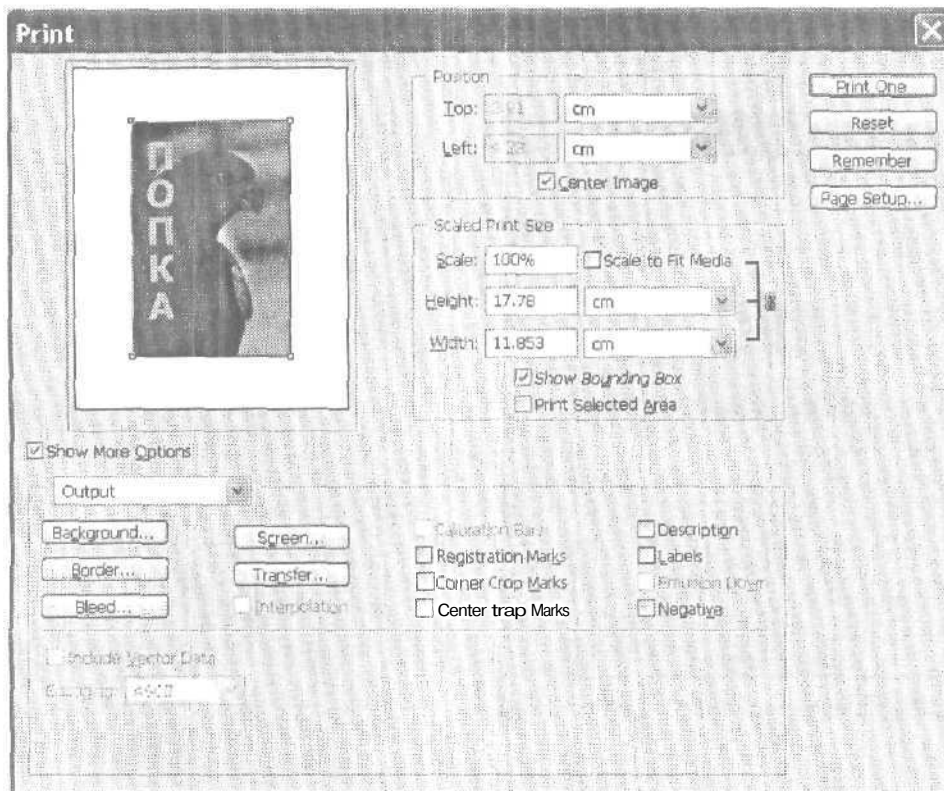 Print
П
О
П
К
А
Position
Top: cm
Left: cm
Center Image
Print One
Reset
Remember
Page Setup...
Scaled Print Size
Scale: 100% Scale to Fit Media
Height: 17.78 cm
Width: 11.853 cm
Show Bounding Box
Print Selected Area
Show More Options
Output
Background...
Border...
Bleed...
Screen...
Transfer...
Interpolation
Calibration Bars
Registration Marks
Corner Crop Marks
Center trap Marks
Description
Labels
Emulsion Down
Negative
Include Vector Data
Encoding: